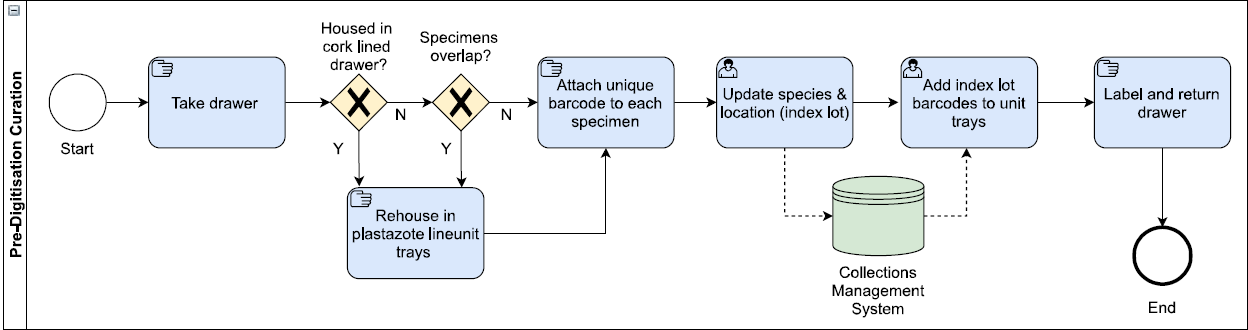 Pre-Digitisation Curation
Start
Take drawer
Housed in
cork lined
drawer?
N
Y
Specimens
overlap?
N
Y
Rehouse in
plastazote lineunit
trays
Attach unique
barcode to each
specimen
Update species &
location (index lot)
Collections
Management
System
Add index lot
barcodes to unit
trays
Label and return
drawer
End